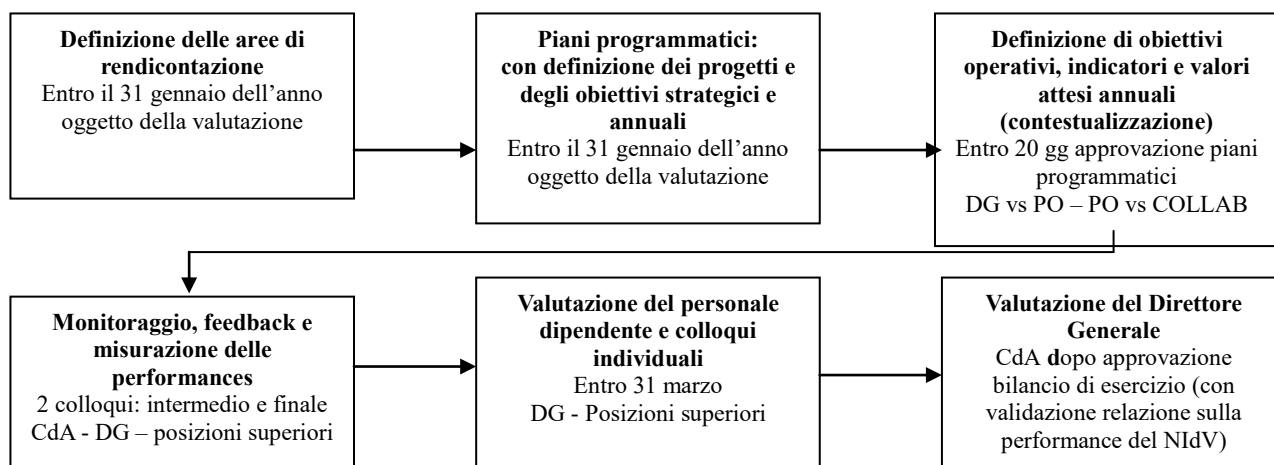 Definizione delle aree di
rendicontazione
Entro il 31 gennaio dell’anno
oggetto della valutazione
Piani programmatici:
con definizione dei progetti e
degli obiettivi strategici e
annuali
Entro il 31 gennaio dell’anno
oggetto della valutazione
Definizione di obiettivi
operativi, indicatori e valori
attesi annuali
(contestualizzazione)
Entro 20 gg approvazione piani
programmatici
DG vs PO – PO vs COLLAB
Monitoraggio, feedback e
misurazione delle
performances
2 colloqui: intermedio e finale
CdA - DG – posizioni superiori
Valutazione del personale
dipendente e colloqui
individuali
Entro 31 marzo
DG - Posizioni superiori
Valutazione del Direttore
Generale
CdA dopo approvazione
bilancio di esercizio (con
validazione relazione sulla
performance del NIdV)